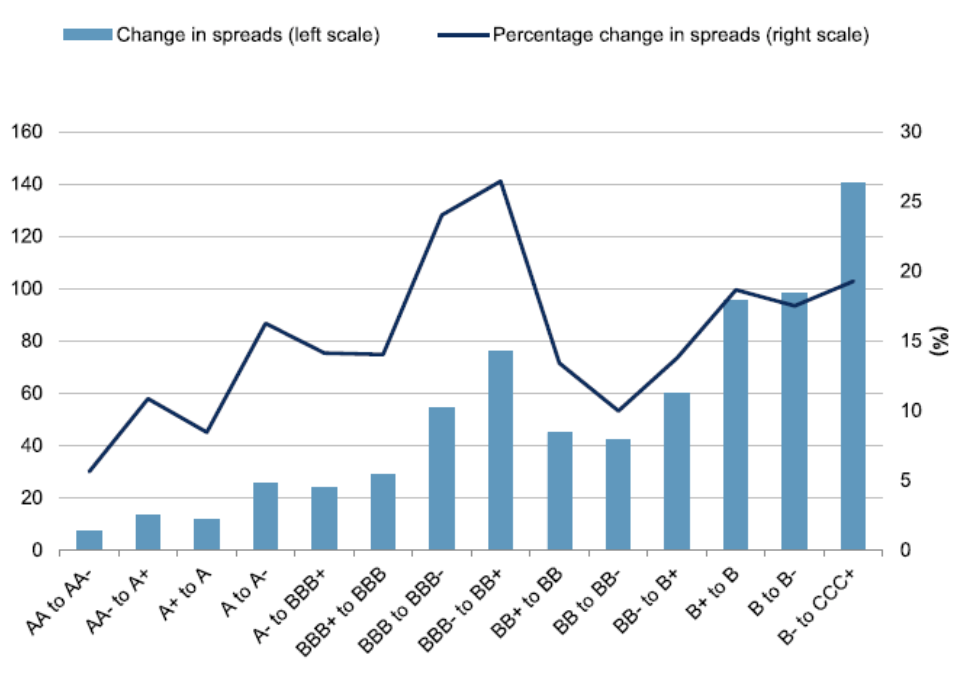 Change in spreads (left scale)
Percentage change in spreads (right scale)
160
140
120
100
80
60
40
20
0
30
25
20
15
10
5
0
(%)
AA to AA-
AA- to A+
A+ to A
A to A-
A- to BBB+
BBB+ to BBB
BBB to BBB-
BBB- to BB+
BB+ to BB
BB to BB-
BB- to B+
B+ to B
B to B-
B- to CCC+